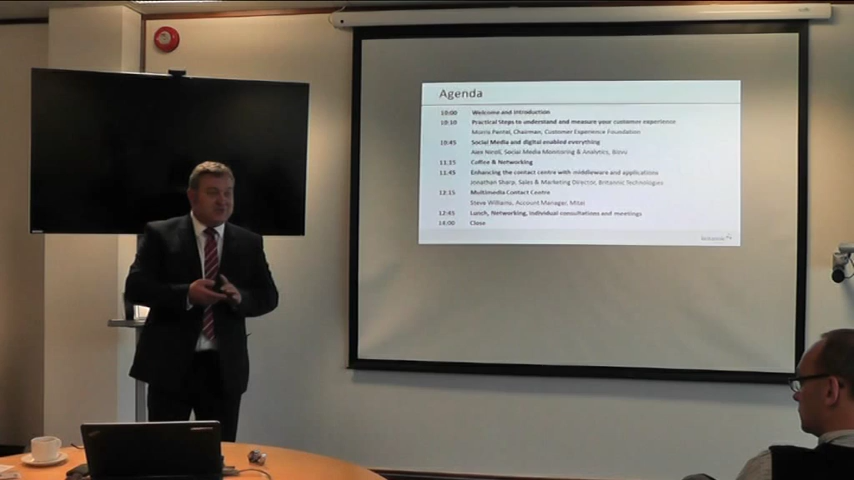 Agenda
10:00 Welcome and Introduction
10:10 Practical Steps to understand and measure your customer experience
Morris Pentel, Chairman, Customer Experience Foundation
10:45 Social Media and digital enabled everything
Nicoll, Social Media Monitoring & Analytics,
11:15 Coffee & Networking
11:45 Enhancing the contact centre with middleware and applications
Jonathan Sharp, Sales & Marketing Director, Britannic Technologies
12:15 Multimedia Contact Centre
Steve Williams, Account Manager, Mitel
12:45 Lunch, Networking, individual consultations and meetings
14:00 Close